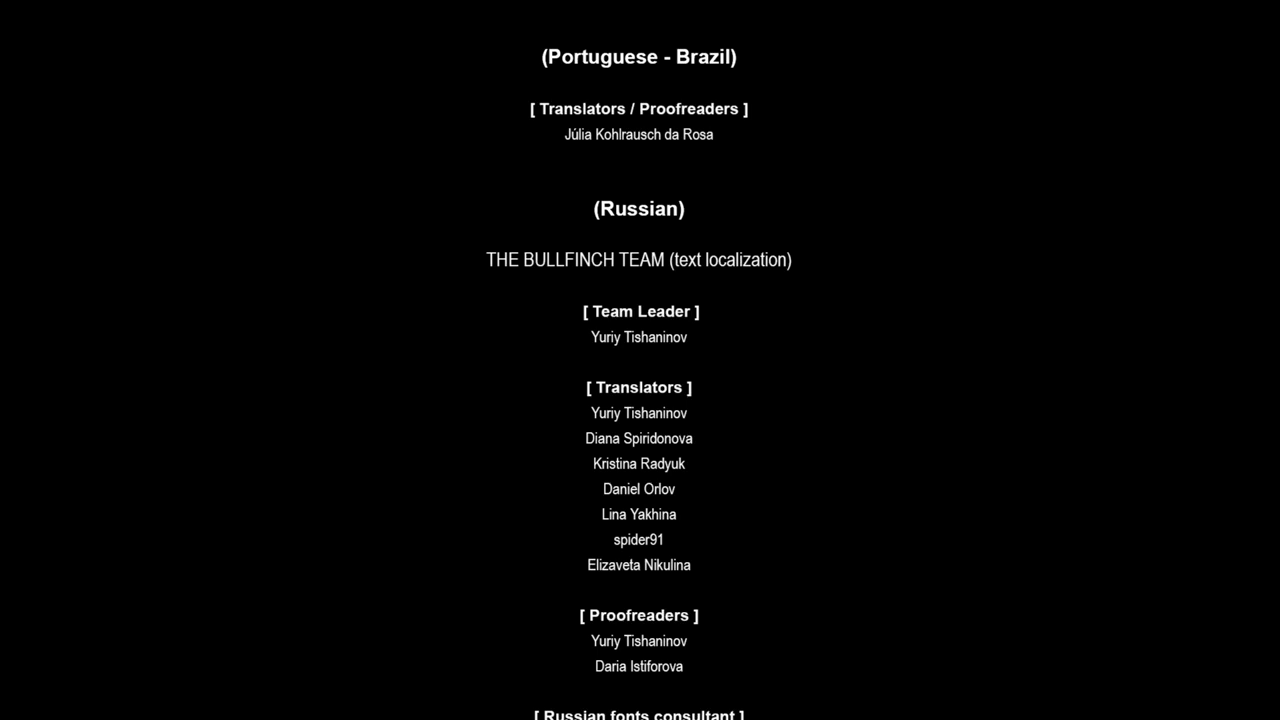 (Portuguese - Brazil)
[ Translators / Proofreaders ]
Júlia Kohlrausch da Rosa
(Russian)
THE BULLFINCH TEAM (text localization)
[ Team Leader ]
Yuriy Tishaninov
[ Translators ]
Yuriy Tishaninov
Diana Spiridonova
Kristina Radyuk
Daniel Orlov
Lina Yakhina
spider91
Elizaveta Nikulina
[ Proofreaders ]
Yuriy Tishaninov
Daria Istiforova
[ Russian fonts consultant ]